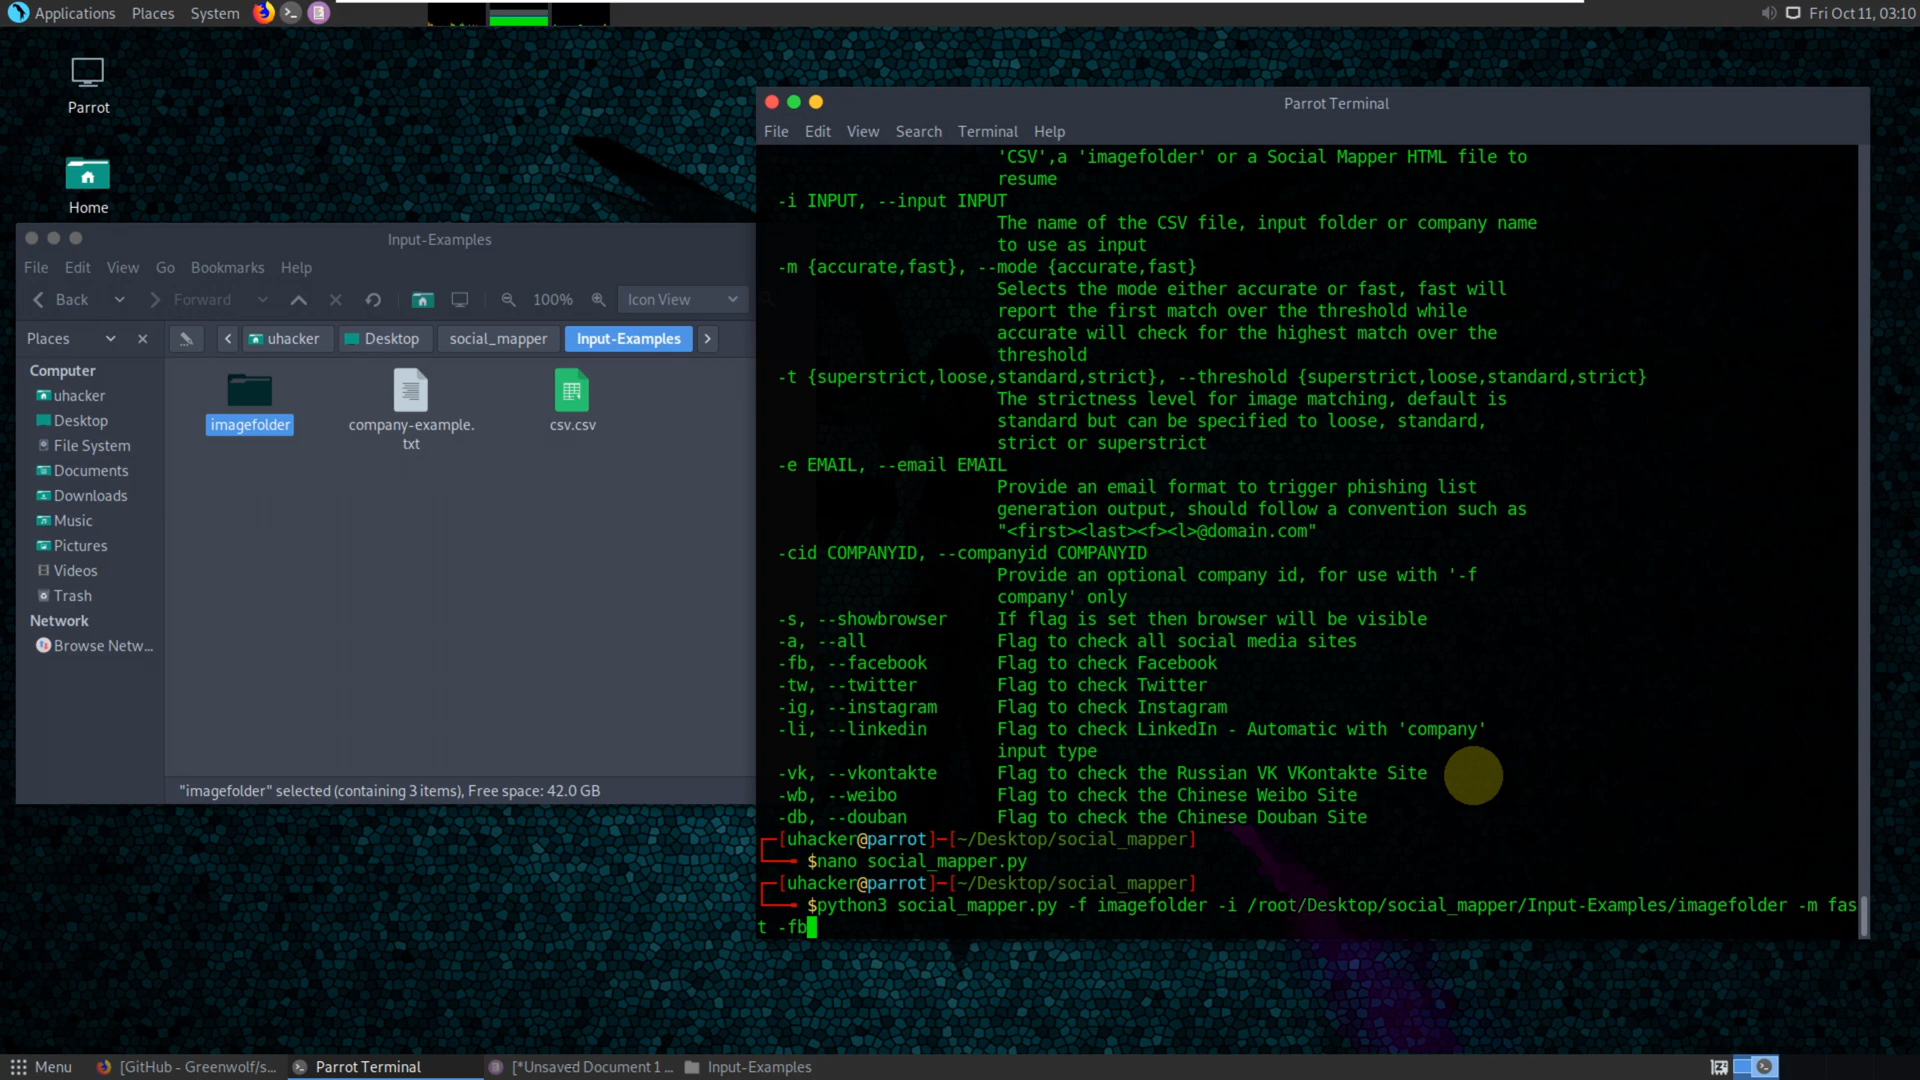 Applications Places System
Fri Oct 11, 03:10
Parrot
Home
Input-Examples
File Edit View Go Bookmarks Help
Back Forward 100% Icon View
Places uhacker Desktop social_mapper Input-Examples
Computer
uhacker
Desktop
File System
Documents
Downloads
Music
Pictures
Videos
Trash
Network
Browse Netw...
imagefolder
company-example.
txt
csv.csv
"imagefolder" selected (containing 3 items), Free space: 42.0 GB
Parrot Terminal
File Edit View Search Terminal Help
'CSV',a 'imagefolder' or a Social Mapper HTML file to
resume
-i INPUT, --input INPUT
The name of the CSV file, input folder or company name
to use as input
-m {accurate,fast}, --mode {accurate,fast}
Selects the mode either accurate or fast, fast will
report the first match over the threshold while
accurate will check for the highest match over the
threshold
-t {superstrict,loose,standard,strict}, --threshold {superstrict,loose,standard,strict}
The strictness level for image matching, default is
standard but can be specified to loose, standard,
strict or superstrict
-e EMAIL, --email EMAIL
Provide an email format to trigger phishing list
generation output, should follow a convention such as
"<first><last><f><l>@domain.com"
-cid COMPANYID, --companyid COMPANYID
Provide an optional company id, for use with '-f
company' only
-s, --showbrowser If flag is set then browser will be visible
-a, --all Flag to check all social media sites
-fb, --facebook Flag to check Facebook
-tw, --twitter Flag to check Twitter
-ig, --instagram Flag to check Instagram
-li, --linkedin Flag to check LinkedIn - Automatic with 'company'
input type
-vk, --vkontakte Flag to check the Russian VK VKontakte Site
-wb, --weibo Flag to check the Chinese Weibo Site
-db, --douban Flag to check the Chinese Douban Site
[uhacker@parrot]─[~/Desktop/social_mapper]
$nano social_mapper.py
[uhacker@parrot]─[~/Desktop/social_mapper]
$python3 social_mapper.py -f imagefolder -i /root/Desktop/social_mapper/Input-Examples/imagefolder -m fas
t -fb
Menu [GitHub - Greenwolf/s... Parrot Terminal [*Unsaved Document 1 ... Input-Examples